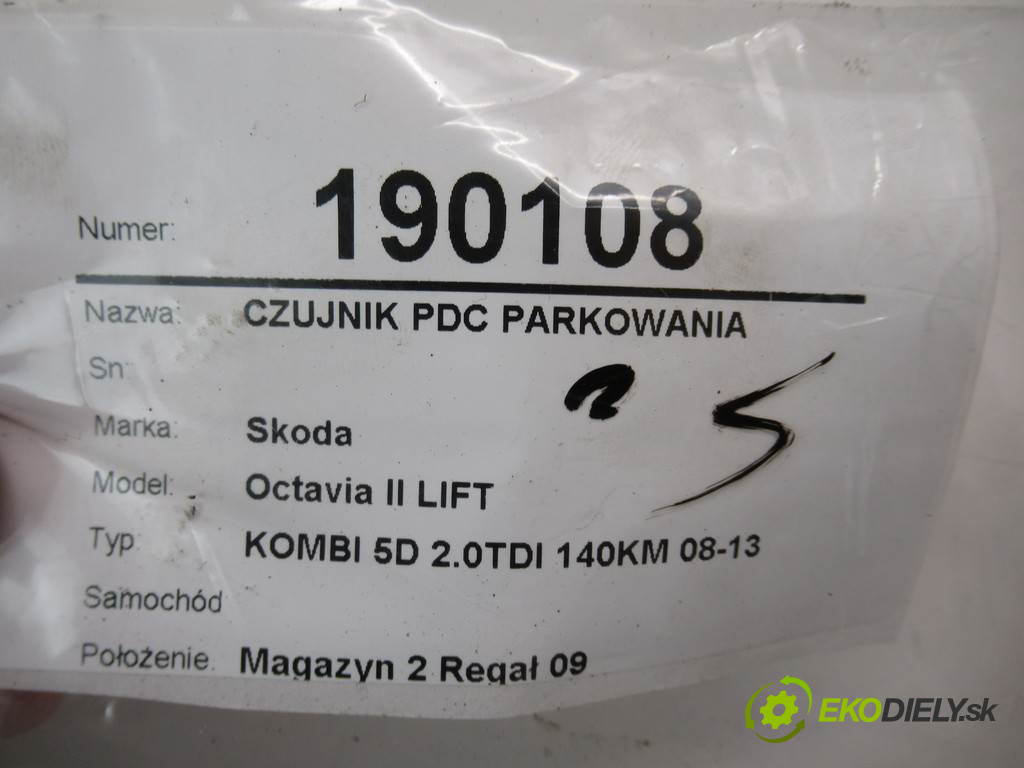 Numer: 190108
Nazwa: CZUJNIK PDC PARKOWANIA
Sn:
Marka: Skoda
Model: Octavia II LIFT
Typ: KOMBI 5D 2.0TDI 140KM 08-13
Samochód
Położenie: Magazyn 2 Regał 09
EKODIELY.sk